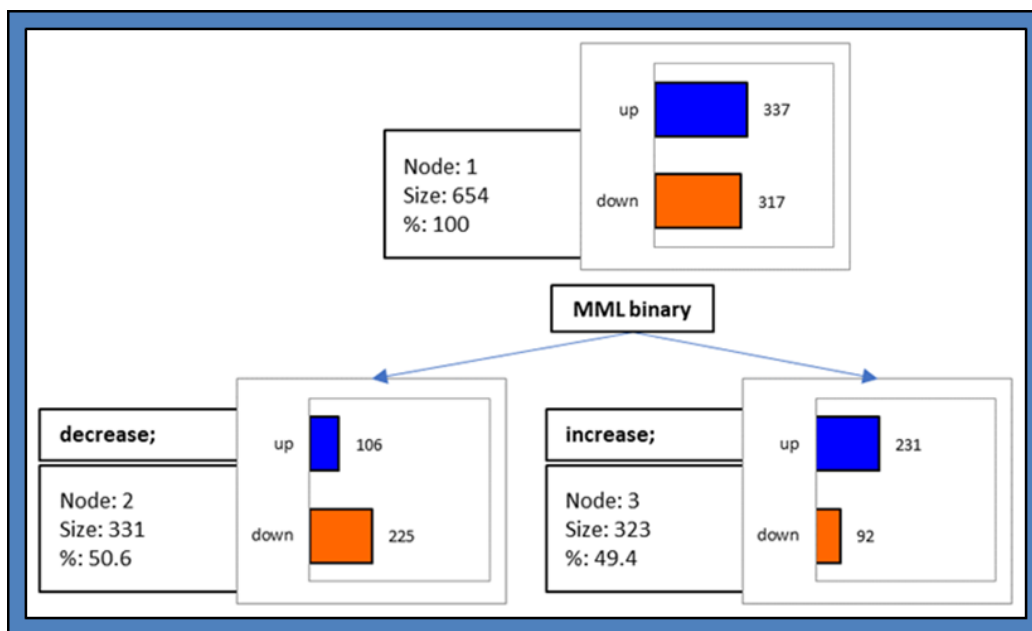 up 337
Node: 1
Size: 654
%: 100
down 317
MML binary
decrease;
up 106
Node: 2
Size: 331
%: 50.6
down 225
increase;
up 231
Node: 3
Size: 323
%: 49.4
down 92